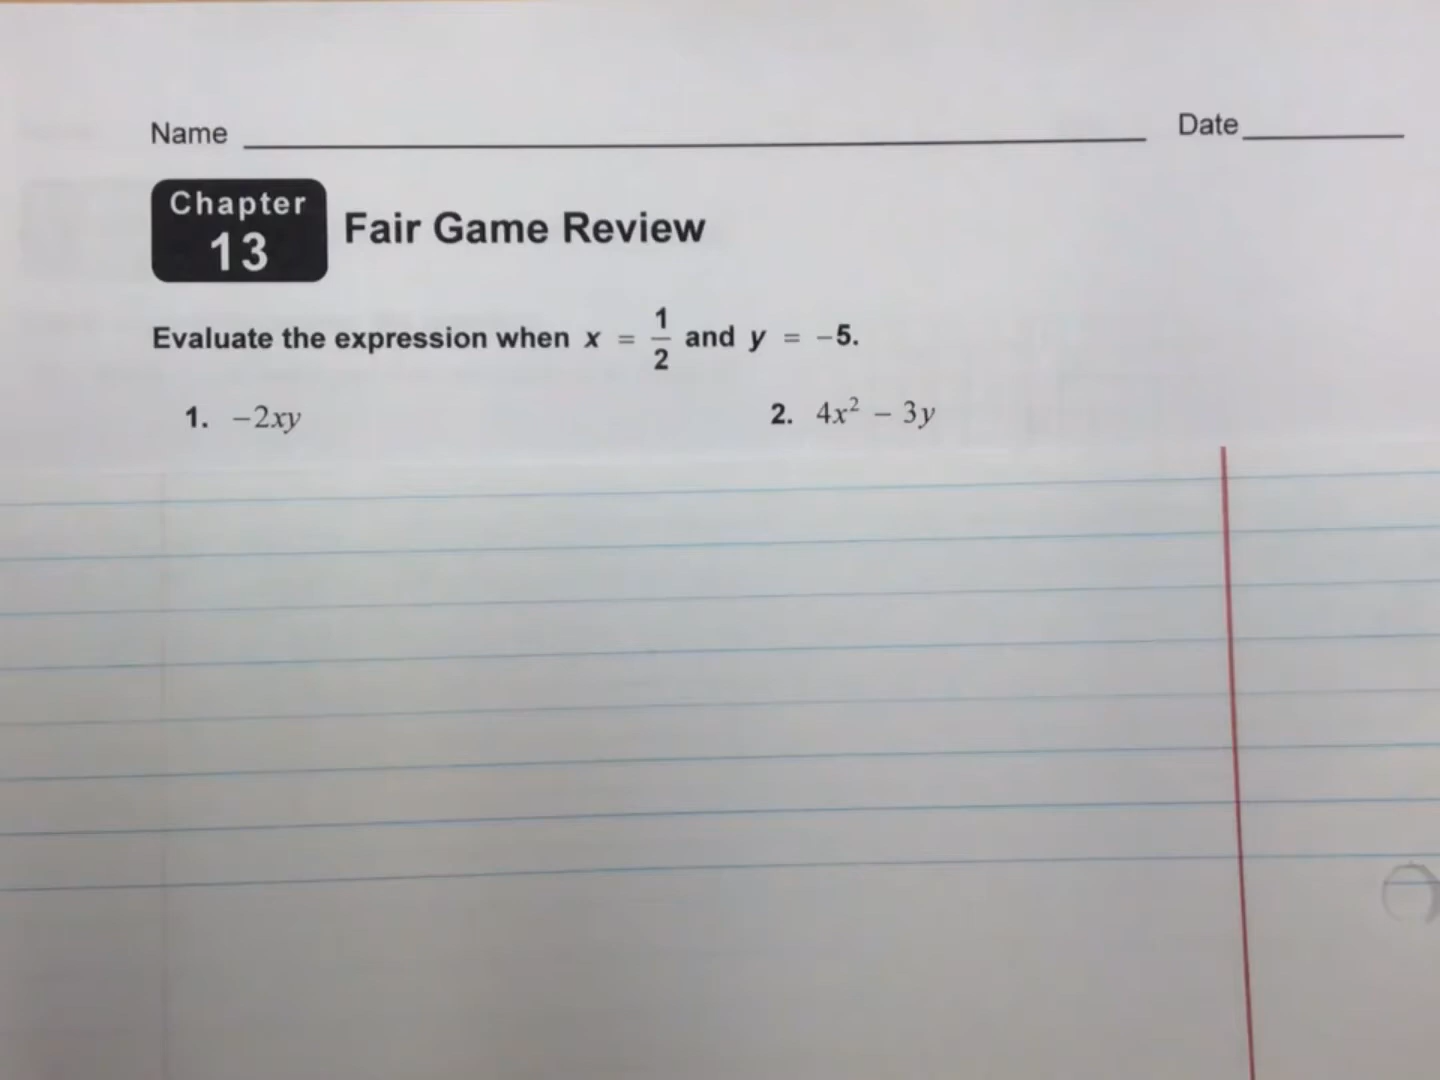 Name Date
Chapter
13
Fair Game Review
Evaluate the expression when x = 1/2 and y = −5.
1. −2xy 2. 4x² − 3y